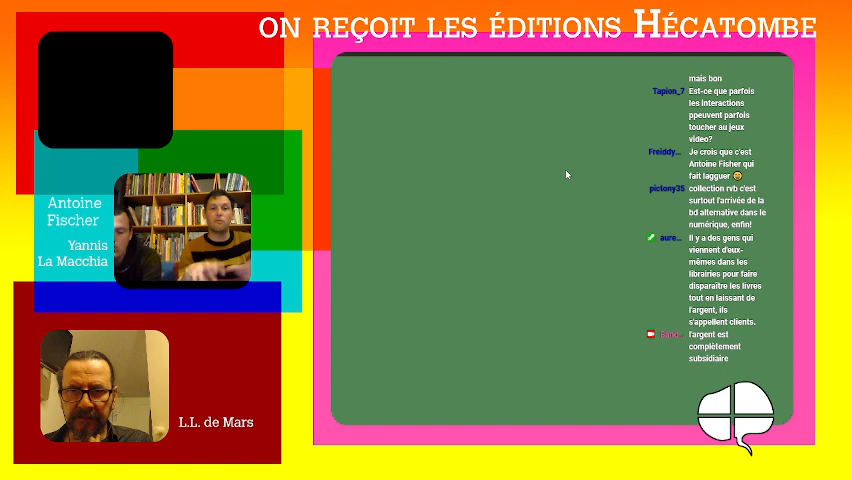 ON REÇOIT LES ÉDITIONS HÉCATOMBE
mais bon
Tapion_7 Est-ce que parfois
les interactions
ppeuvent parfois
toucher au jeux
video?
Freiddy... Je crois que c'est
Antoine Fisher qui
fait lagguer
pictony35 collection rvb c'est
surtout l'arrivée de la
bd alternative dans le
numérique, enfin!
aure... Il y a des gens qui
viennent d'eux-
mêmes dans les
librairies pour faire
disparaître les livres
tout en laissant de
l'argent, ils
s'appellent clients.
l'argent est
complètement
subsidiaire
Antoine
Fischer
Yannis
La Macchia
L.L. de Mars